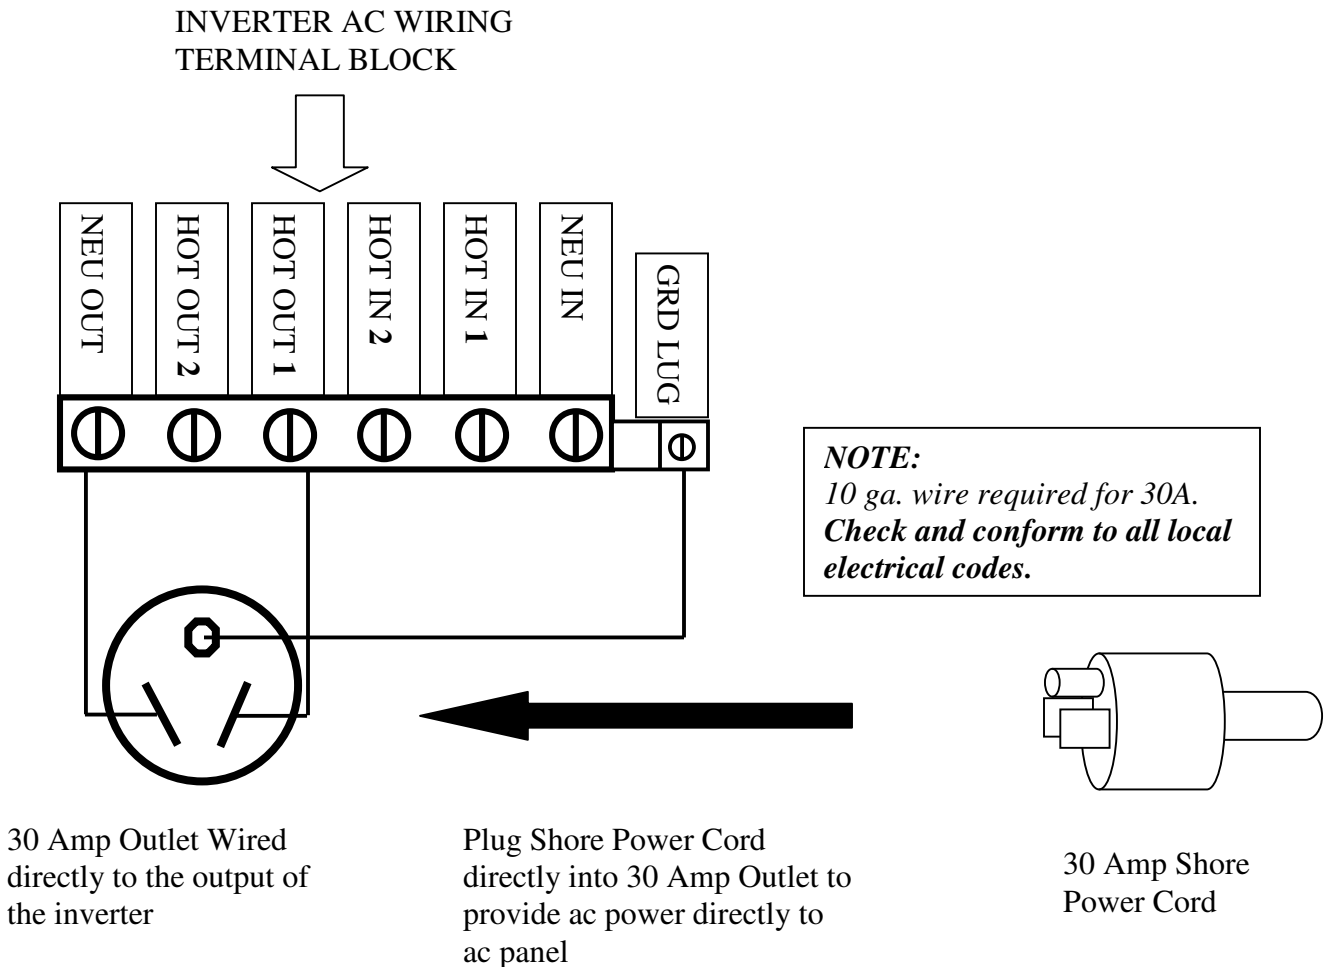 INVERTER AC WIRING
TERMINAL BLOCK
NEU OUT
HOT OUT 2
HOT OUT 1
HOT IN 2
HOT IN 1
NEU IN
GRD LUG
NOTE:
10 ga. wire required for 30A.
Check and conform to all local
electrical codes.
30 Amp Outlet Wired
directly to the output of
the inverter
Plug Shore Power Cord
directly into 30 Amp Outlet to
provide ac power directly to
ac panel
30 Amp Shore
Power Cord